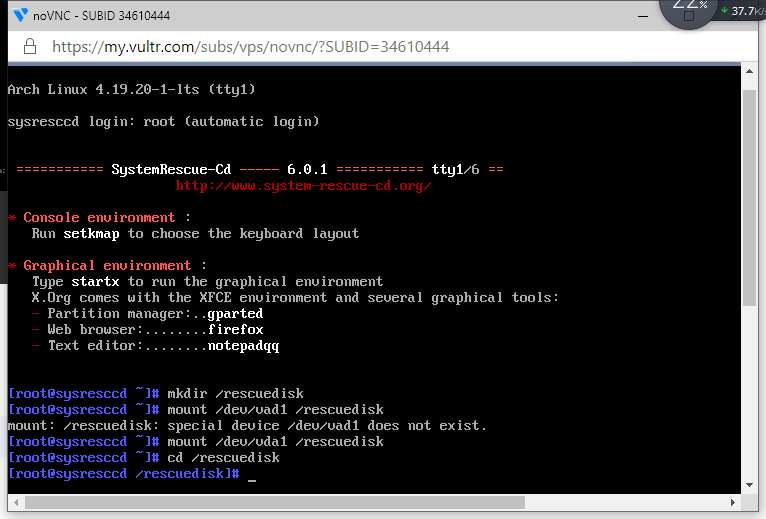 noVNC - SUBID 34610444
22%
37.7K/s
https://my.vultr.com/subs/vps/novnc/?SUBID=34610444
Arch Linux 4.19.20-1-lts (tty1)
sysresccd login: root (automatic login)
=========== SystemRescue-Cd ----- 6.0.1 =========== tty1/6 ==
http://www.system-rescue-cd.org/
* Console environment :
Run setkmap to choose the keyboard layout
* Graphical environment :
Type startx to run the graphical environment
X.Org comes with the XFCE environment and several graphical tools:
- Partition manager:..gparted
- Web browser:........firefox
- Text editor:........notepadqq
[root@sysresccd ~]# mkdir /rescuedisk
[root@sysresccd ~]# mount /dev/vad1 /rescuedisk
mount: /rescuedisk: special device /dev/vad1 does not exist.
[root@sysresccd ~]# mount /dev/vda1 /rescuedisk
[root@sysresccd ~]# cd /rescuedisk
[root@sysresccd /rescuedisk]# _